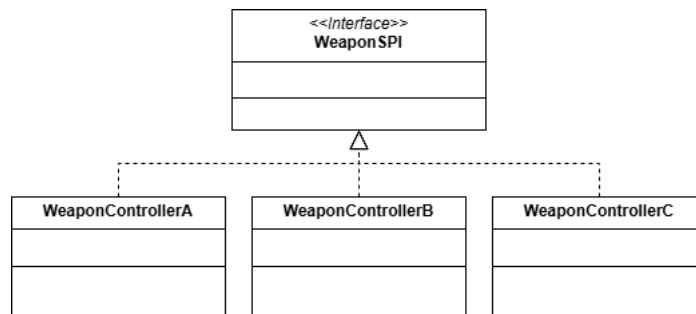 <<Interface>>
WeaponSPI
WeaponControllerA
WeaponControllerB
WeaponControllerC